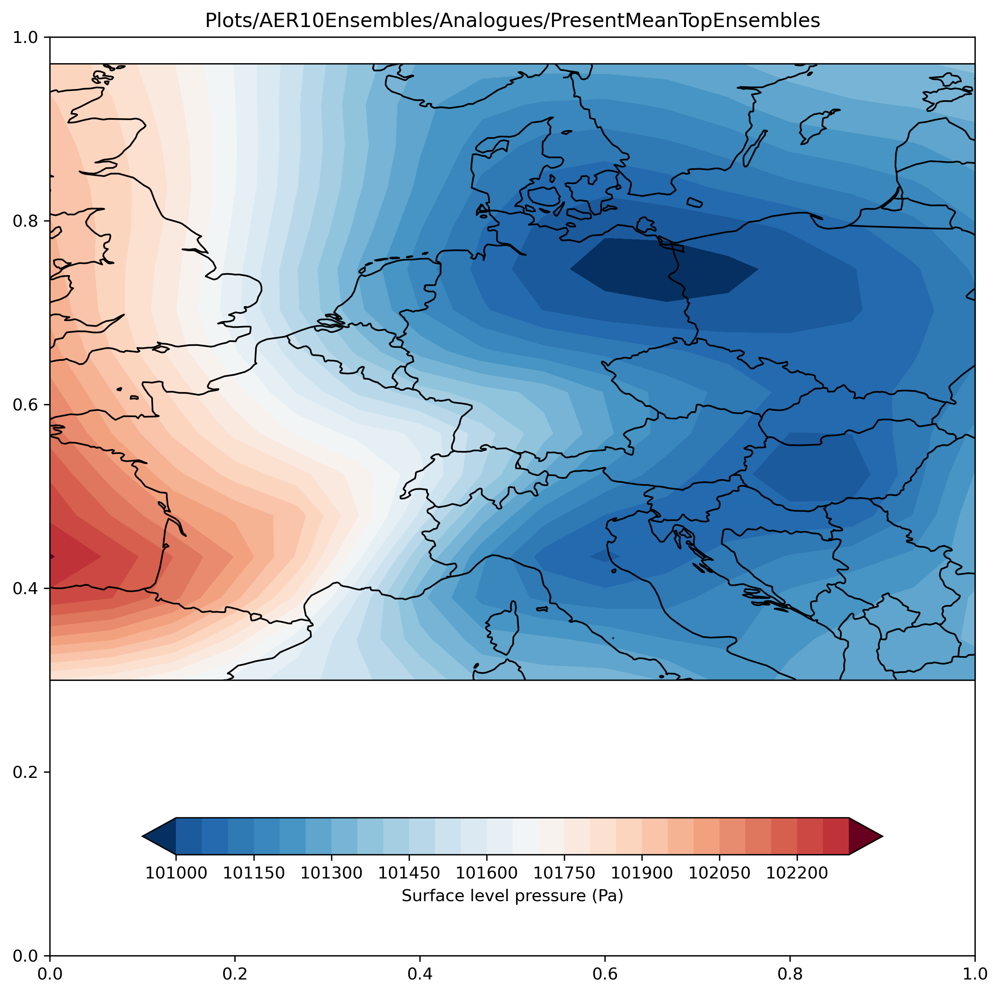 Plots/AER10Ensembles/Analogues/PresentMeanTopEnsembles
1.0
0.8
0.6
0.4
0.2
0.0
101000 101150 101300 101450 101600 101750 101900 102050 102200
Surface level pressure (Pa)
0.0 0.2 0.4 0.6 0.8 1.0